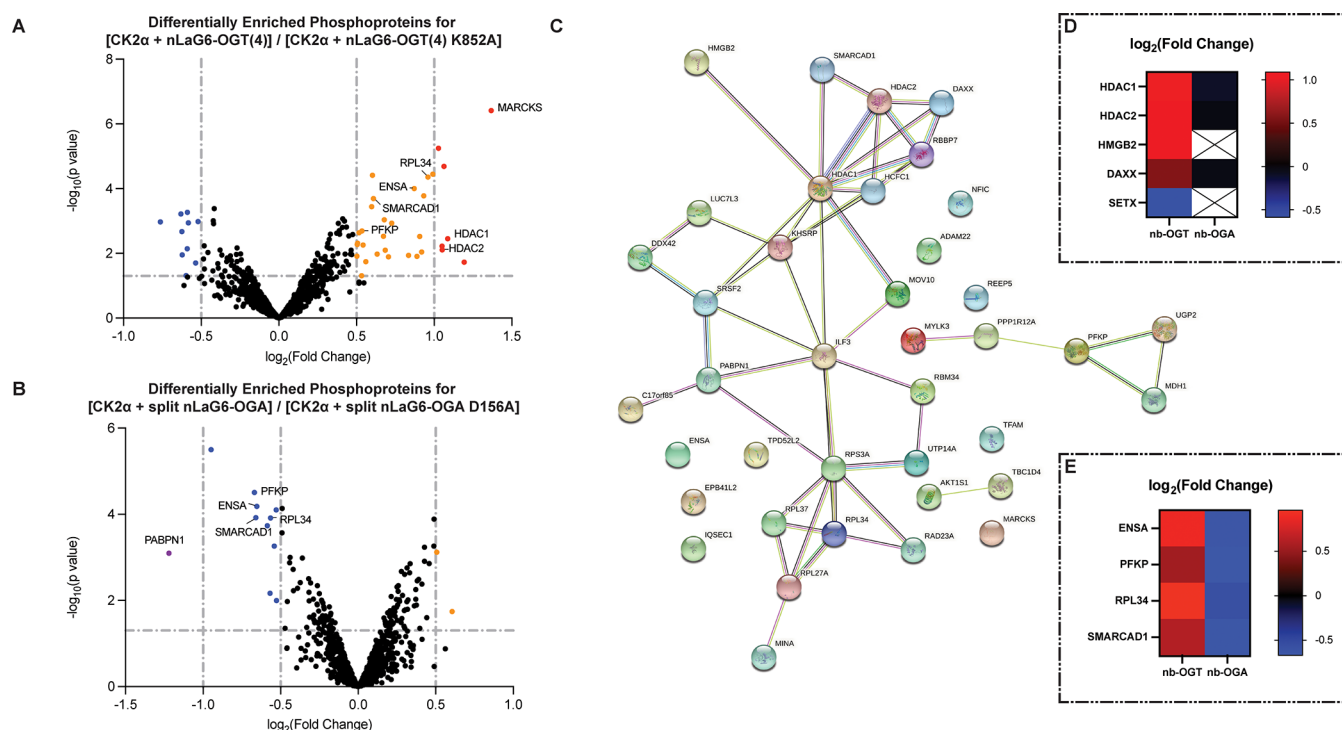 A
Differentially Enriched Phosphoproteins for
[CK2α + nLaG6-OGT(4)] / [CK2α + nLaG6-OGT(4) K852A]
8
6
4
2
0
-log10(p value)
MARCKS
RPL34
ENSA
SMARCAD1
PFKP
HDAC1
HDAC2
-1.0
-0.5
0.0
0.5
1.0
1.5
log2(Fold Change)
B
Differentially Enriched Phosphoproteins for
[CK2α + split nLaG6-OGA] / [CK2α + split nLaG6-OGA D156A]
6
4
2
0
-log10(p value)
PFKP
ENSA
RPL34
SMARCAD1
PABPN1
-1.5
-1.0
-0.5
0.0
0.5
1.0
log2(Fold Change)
C
HMGB2
SMARCAD1
HDAC2
DAXX
RBBP7
HDAC1
HCFC1
NFIC
LUC7L3
KHSRP
ADAM22
DDX42
MOV10
REEP5
SRSF2
MYLK3
PPP1R12A
PFKP
UGP2
ILF3
PABPN1
RBM34
MDH1
C17orf85
ENSA
TPD52L2
UTP14A
TFAM
RPS3A
TBC1D4
AKT1S1
EPB41L2
RPL37
RPL34
MARCKS
IQSEC1
RAD23A
RPL27A
MINA
D
log2(Fold Change)
HDAC1
HDAC2
HMGB2
DAXX
SETX
nb-OGT
nb-OGA
1.0
0.5
0
-0.5
E
log2(Fold Change)
ENSA
PFKP
RPL34
SMARCAD1
nb-OGT
nb-OGA
0.5
0
-0.5